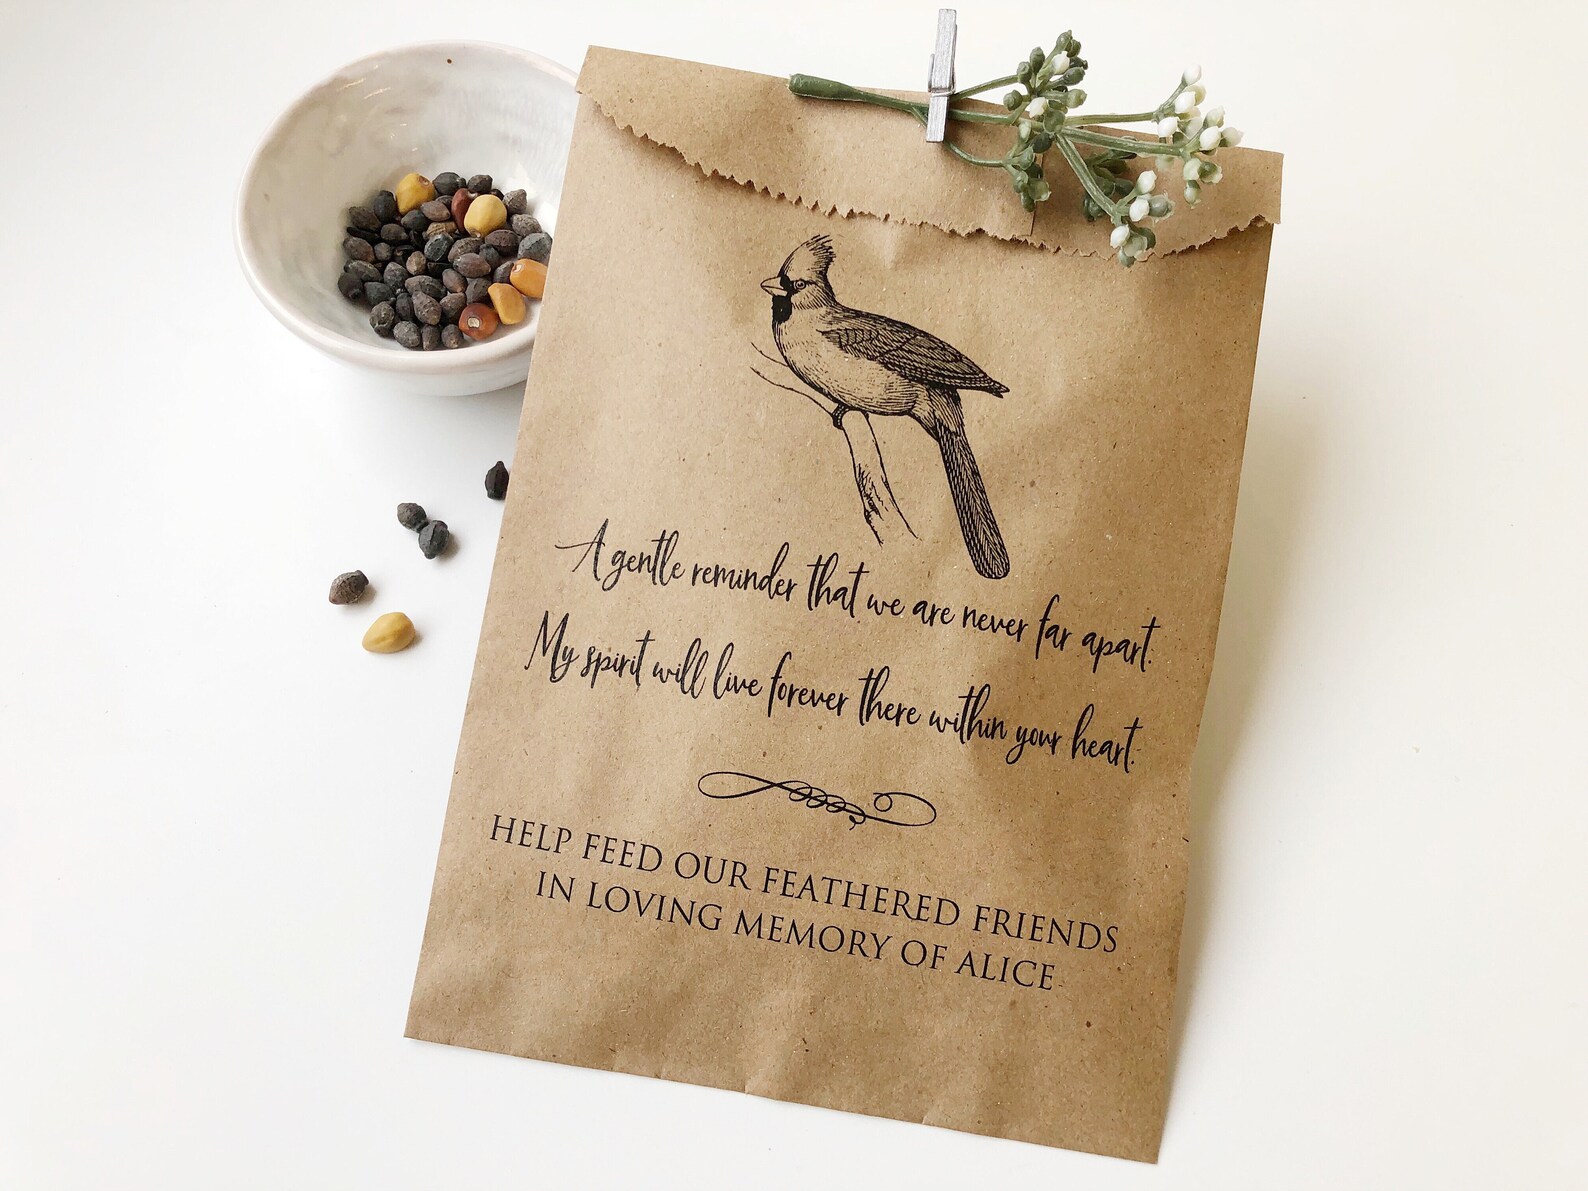 A gentle reminder that we are never far apart.
My spirit will live forever there within your heart.
HELP FEED OUR FEATHERED FRIENDS
IN LOVING MEMORY OF ALICE